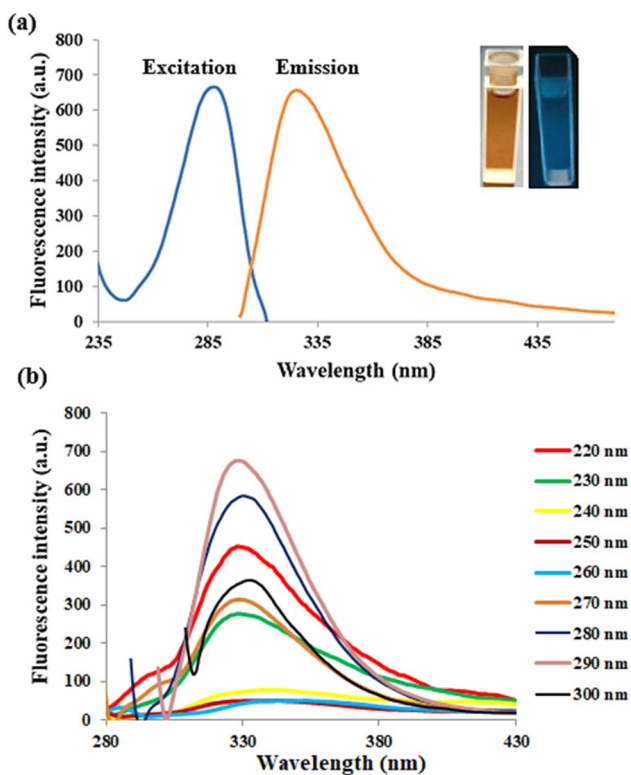 (a)
Fluorescence intensity (a.u.)
800
700
600
500
400
300
200
100
0
Excitation Emission
235 285 335 385 435
Wavelength (nm)
(b)
Fluorescence intensity (a.u.)
800
700
600
500
400
300
200
100
0
280 330 380 430
Wavelength (nm)
220 nm
230 nm
240 nm
250 nm
260 nm
270 nm
280 nm
290 nm
300 nm